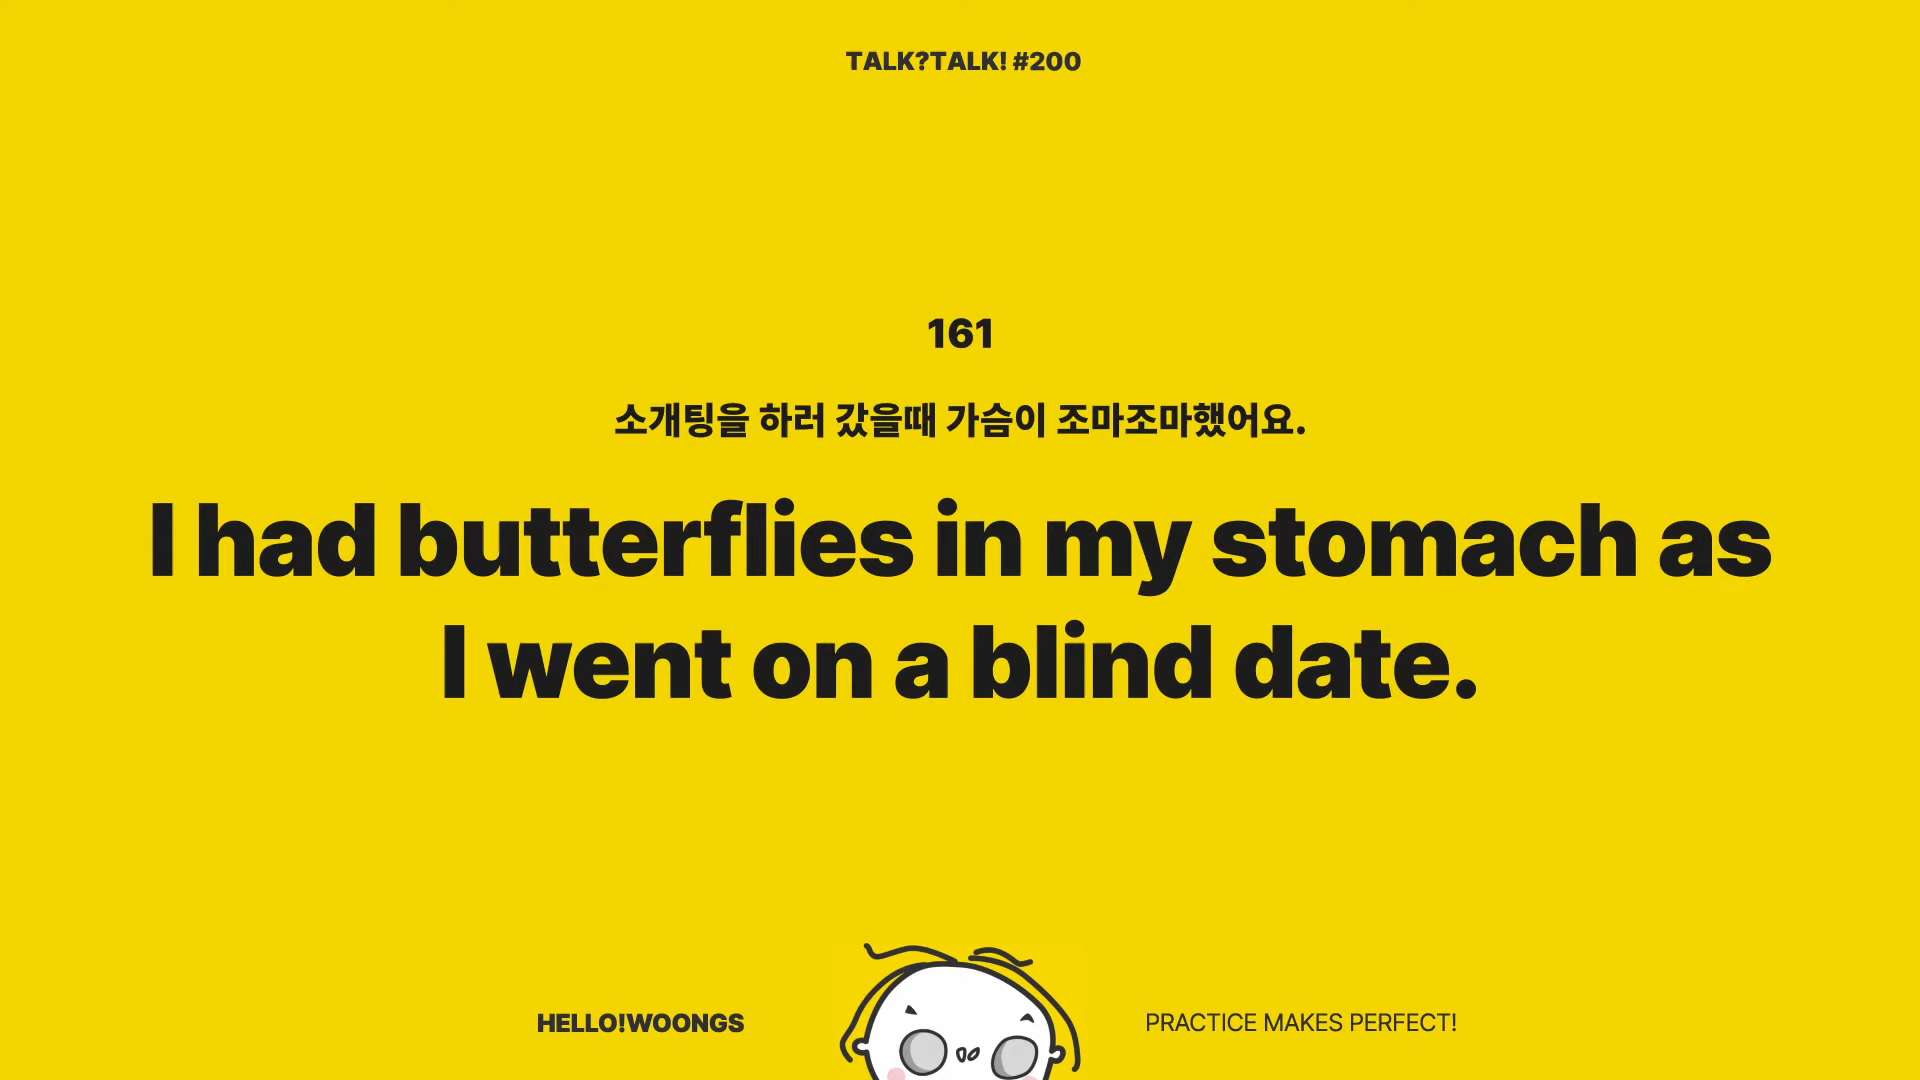 TALK?TALK! #200
161
소개팅을 하러 갔을때 가슴이 조마조마했어요.
I had butterflies in my stomach as
I went on a blind date.
HELLO!WOONGS
PRACTICE MAKES PERFECT!